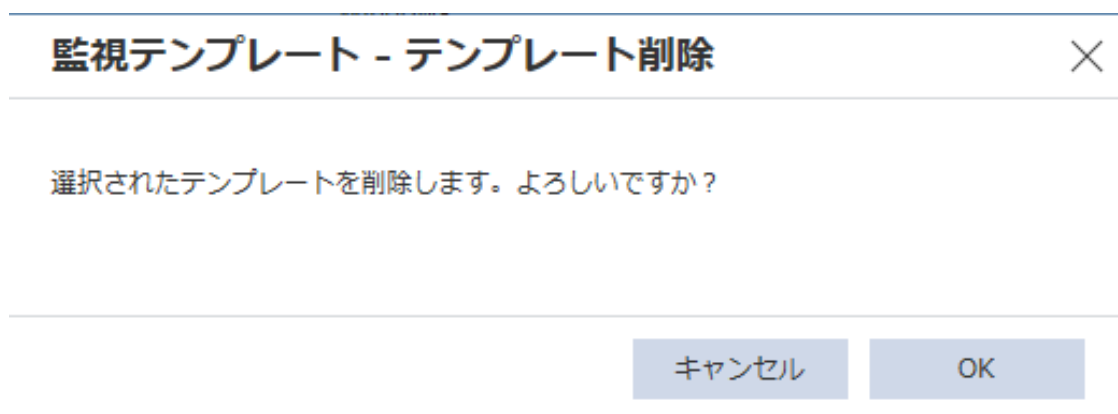 監視テンプレート - テンプレート削除
選択されたテンプレートを削除します。よろしいですか？
キャンセル OK